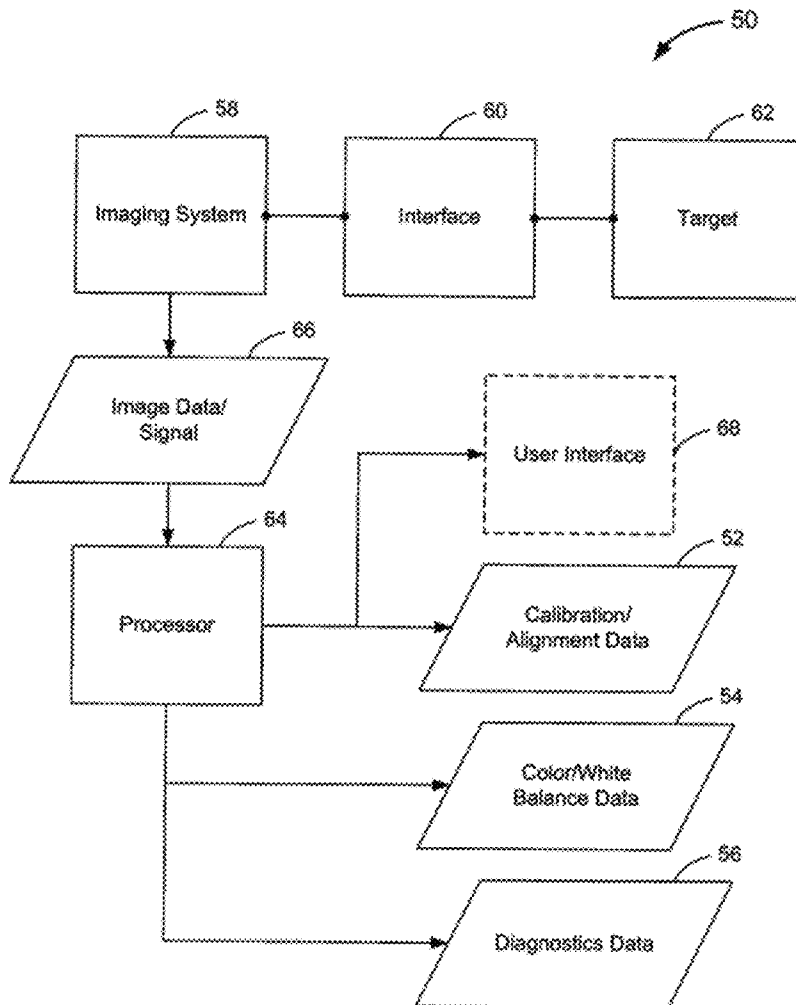 50
58
60
62
Imaging System
Interface
Target
66
Image Data/
Signal
68
User Interface
64
52
Processor
Calibration/
Alignment Data
54
Color/White
Balance Data
56
Diagnostics Data